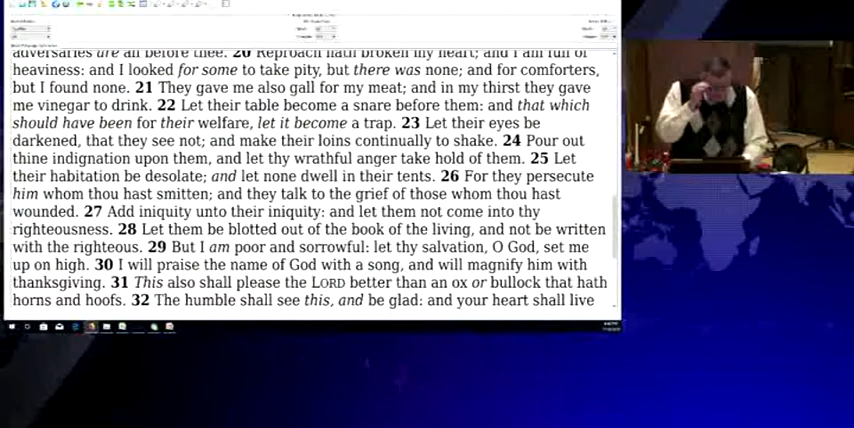 adversaries are all before thee. 20 Reproach hath broken my heart; and I am full of
heaviness: and I looked for some to take pity, but there was none; and for comforters,
but I found none. 21 They gave me also gall for my meat; and in my thirst they gave
me vinegar to drink. 22 Let their table become a snare before them: and that which
should have been for their welfare, let it become a trap. 23 Let their eyes be
darkened, that they see not; and make their loins continually to shake. 24 Pour out
thine indignation upon them, and let thy wrathful anger take hold of them. 25 Let
their habitation be desolate; and let none dwell in their tents. 26 For they persecute
him whom thou hast smitten; and they talk to the grief of those whom thou hast
wounded. 27 Add iniquity unto their iniquity: and let them not come into thy
righteousness. 28 Let them be blotted out of the book of the living, and not be written
with the righteous. 29 But I am poor and sorrowful: let thy salvation, O God, set me
up on high. 30 I will praise the name of God with a song, and will magnify him with
thanksgiving. 31 This also shall please the LORD better than an ox or bullock that hath
horns and hoofs. 32 The humble shall see this, and be glad: and your heart shall live